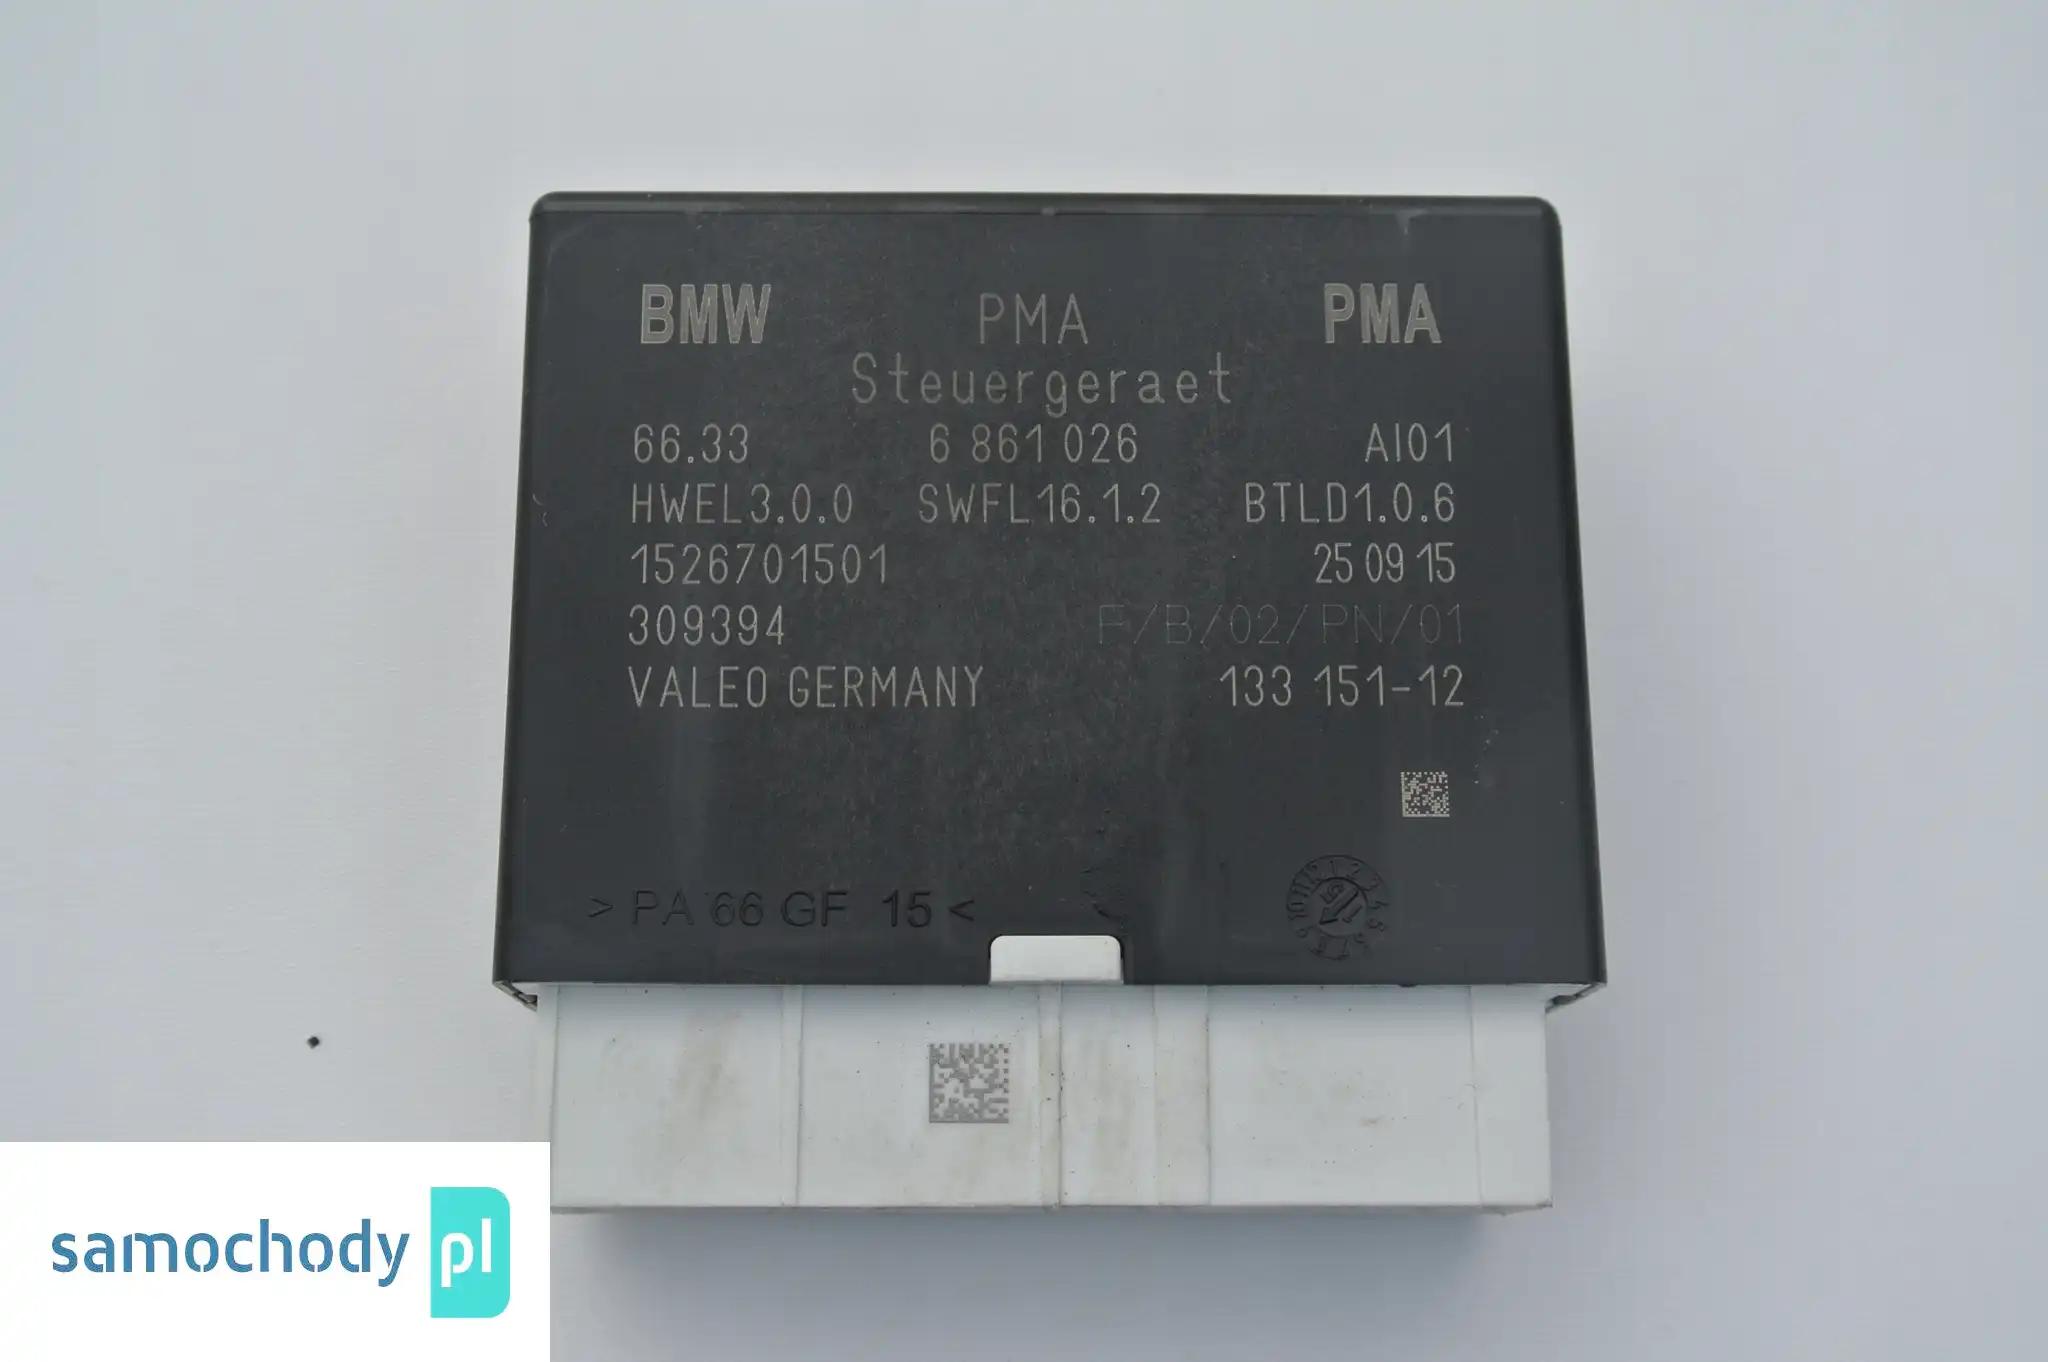 BMW PMA PMA
Steuergeraet
66.33 6 861 026 AI01
HWEL3.0.0 SWFL16.1.2 BTLD1.0.6
1526701501 25 09 15
309394 F/B/02/PN/01
VALEO GERMANY 133 151-12
> PA 66 GF 15 <
samochody pl